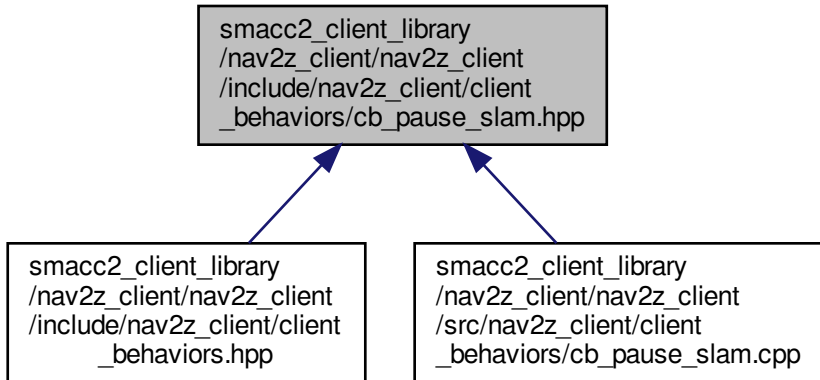 smacc2_client_library
/nav2z_client/nav2z_client
/include/nav2z_client/client
_behaviors/cb_pause_slam.hpp
smacc2_client_library
/nav2z_client/nav2z_client
/include/nav2z_client/client
_behaviors.hpp
smacc2_client_library
/nav2z_client/nav2z_client
/src/nav2z_client/client
_behaviors/cb_pause_slam.cpp